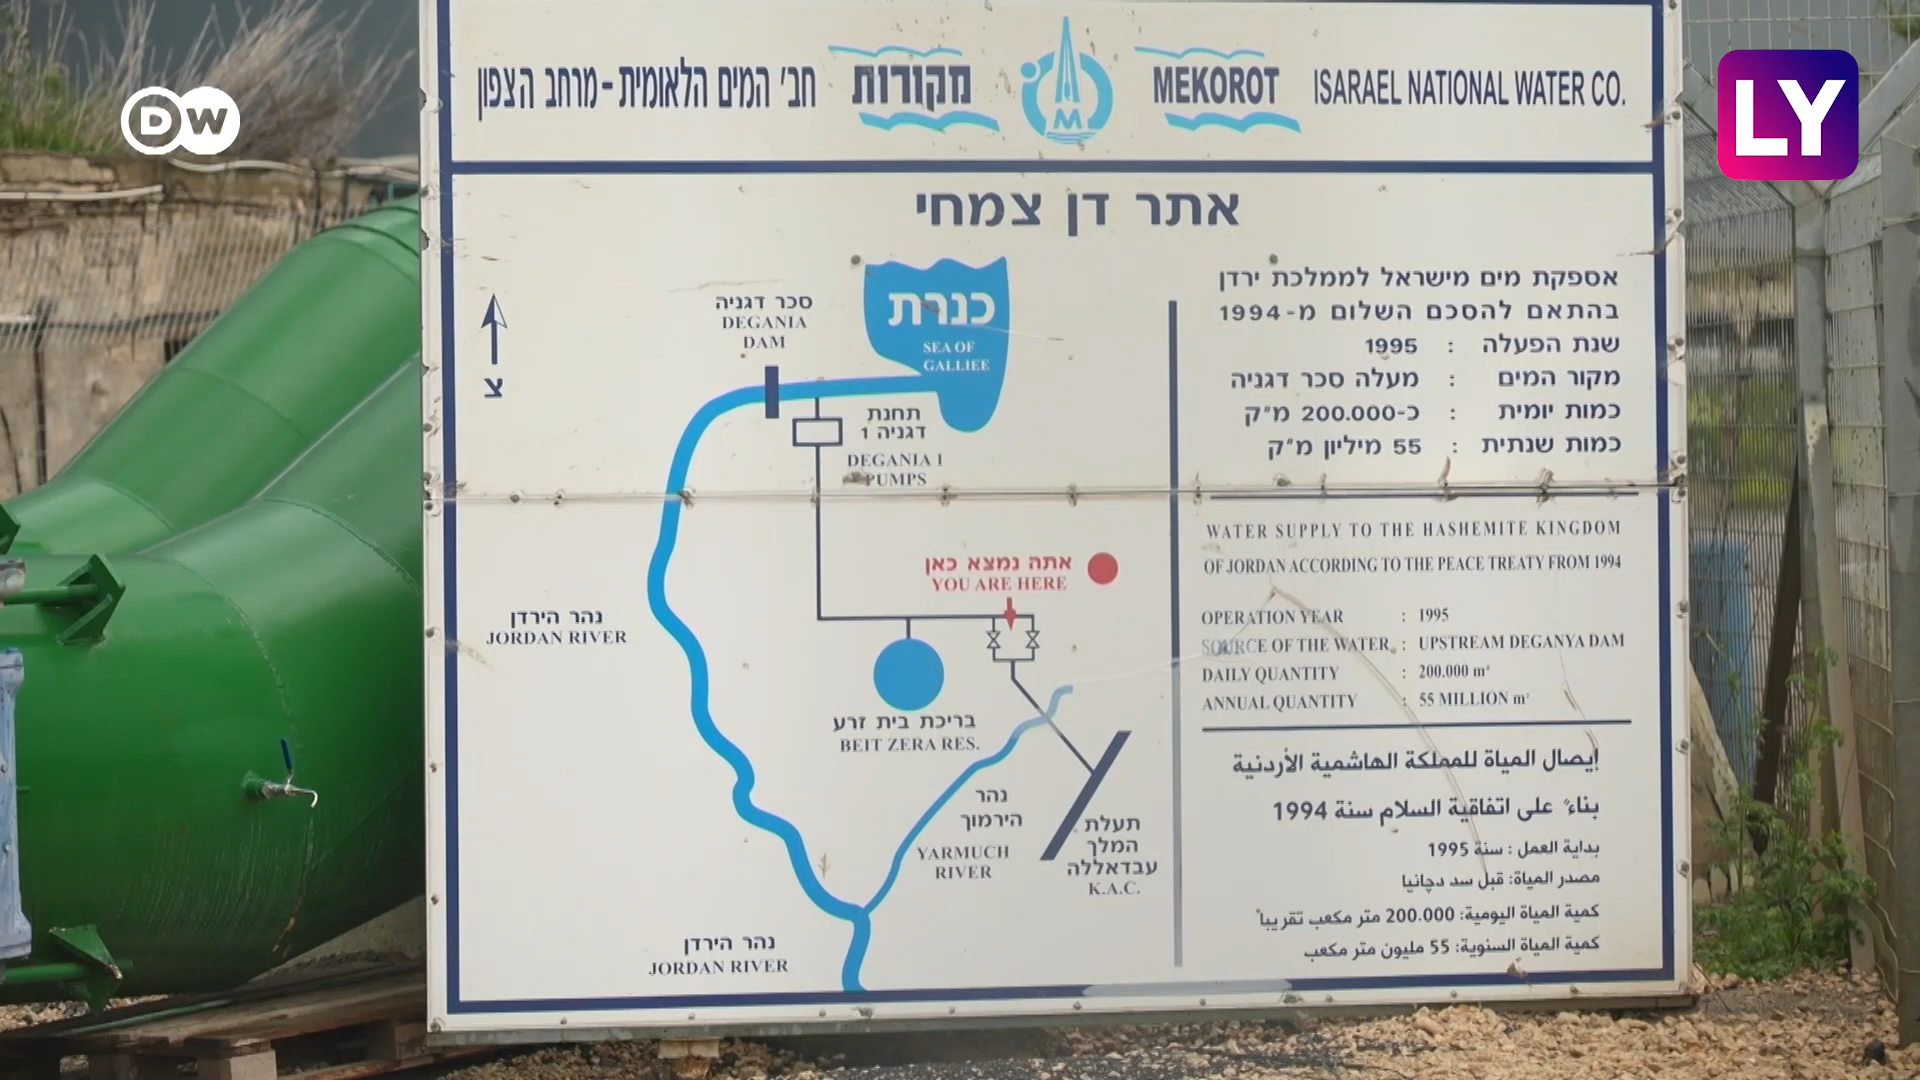 DW
LY
חב' המים הלאומית - מרחב הצפון
מקורות
M
MEKOROT
ISARAEL NATIONAL WATER CO.
אתר דן צמחי
צ
סכר דגניה
DEGANIA
DAM
כנרת
SEA OF
GALLIEE
תחנת
דגניה 1
DEGANIA 1
PUMPS
אתה נמצא כאן
YOU ARE HERE
נהר הירדן
JORDAN RIVER
בריכת בית זרע
BEIT ZERA RES.
נהר
הירמוך
YARMUCH
RIVER
תעלת
המלך
עבדאללה
K.A.C.
נהר הירדן
JORDAN RIVER
אספקת מים מישראל לממלכת ירדן
בהתאם להסכם השלום מ-1994
שנת הפעלה : 1995
מקור המים : מעלה סכר דגניה
כמות יומית : כ-200.000 מ"ק
כמות שנתית : 55 מיליון מ"ק
WATER SUPPLY TO THE HASHEMITE KINGDOM
OF JORDAN ACCORDING TO THE PEACE TREATY FROM 1994
OPERATION YEAR : 1995
SOURCE OF THE WATER : UPSTREAM DEGANYA DAM
DAILY QUANTITY : 200.000 m³
ANNUAL QUANTITY : 55 MILLION m³
إيصال المياة للمملكة الهاشمية الأردنية
بناءً على اتفاقية السلام سنة 1994
بداية العمل : سنة 1995
مصدر المياة: قبل سد دچانيا
كمية المياة اليومية: 200.000 متر مكعب تقريباً
كمية المياة السنوية: 55 مليون متر مكعب